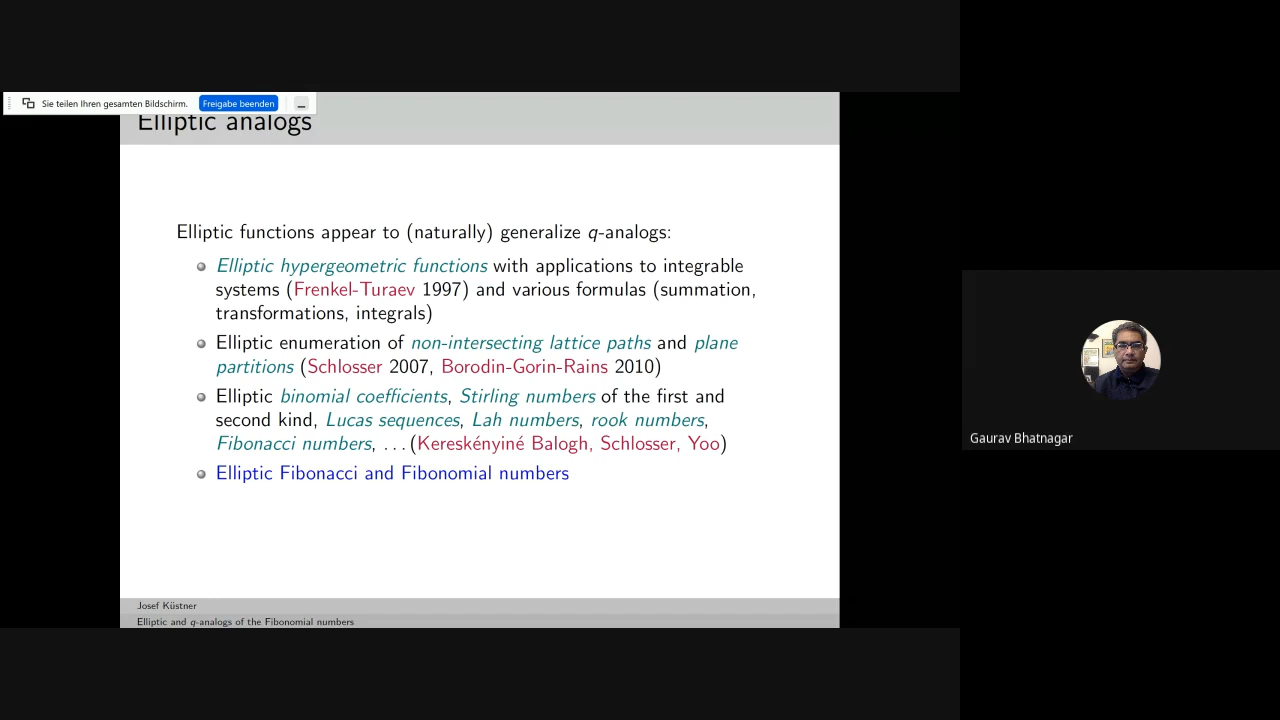 Sie teilen Ihren gesamten Bildschirm. Freigabe beenden
Elliptic analogs
Elliptic functions appear to (naturally) generalize q-analogs:
Elliptic hypergeometric functions with applications to integrable
systems (Frenkel-Turaev 1997) and various formulas (summation,
transformations, integrals)
Elliptic enumeration of non-intersecting lattice paths and plane
partitions (Schlosser 2007, Borodin-Gorin-Rains 2010)
Elliptic binomial coefficients, Stirling numbers of the first and
second kind, Lucas sequences, Lah numbers, rook numbers,
Fibonacci numbers, ... (Kereskényiné Balogh, Schlosser, Yoo)
Elliptic Fibonacci and Fibonomial numbers
Gaurav Bhatnagar
Josef Küstner
Elliptic and q-analogs of the Fibonomial numbers